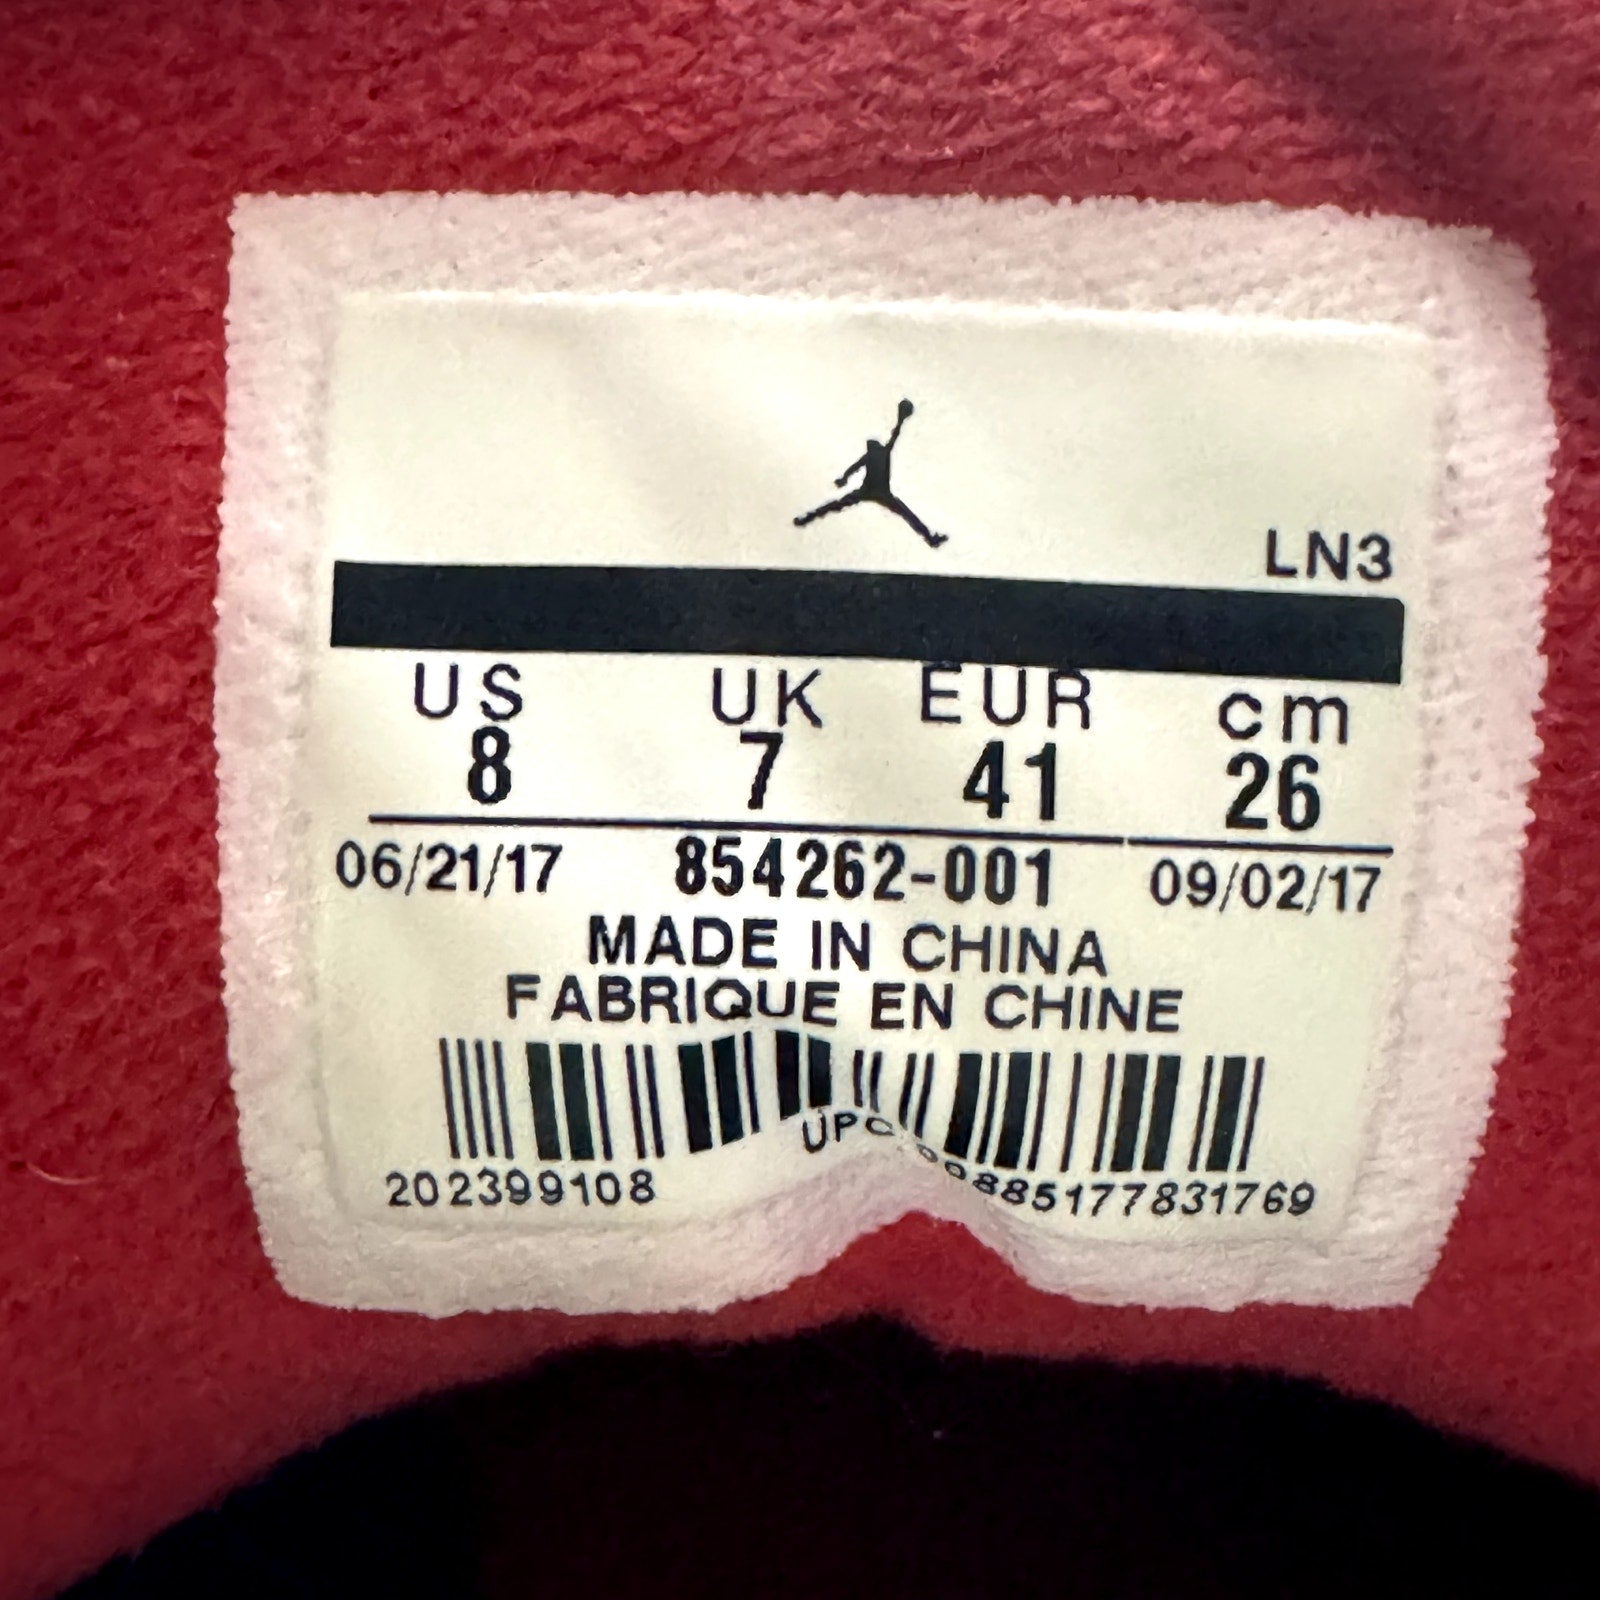 LN3
US UK EUR cm
8 7 41 26
06/21/17 854262-001 09/02/17
MADE IN CHINA
FABRIQUE EN CHINE
202399108 UPC:00885177831769